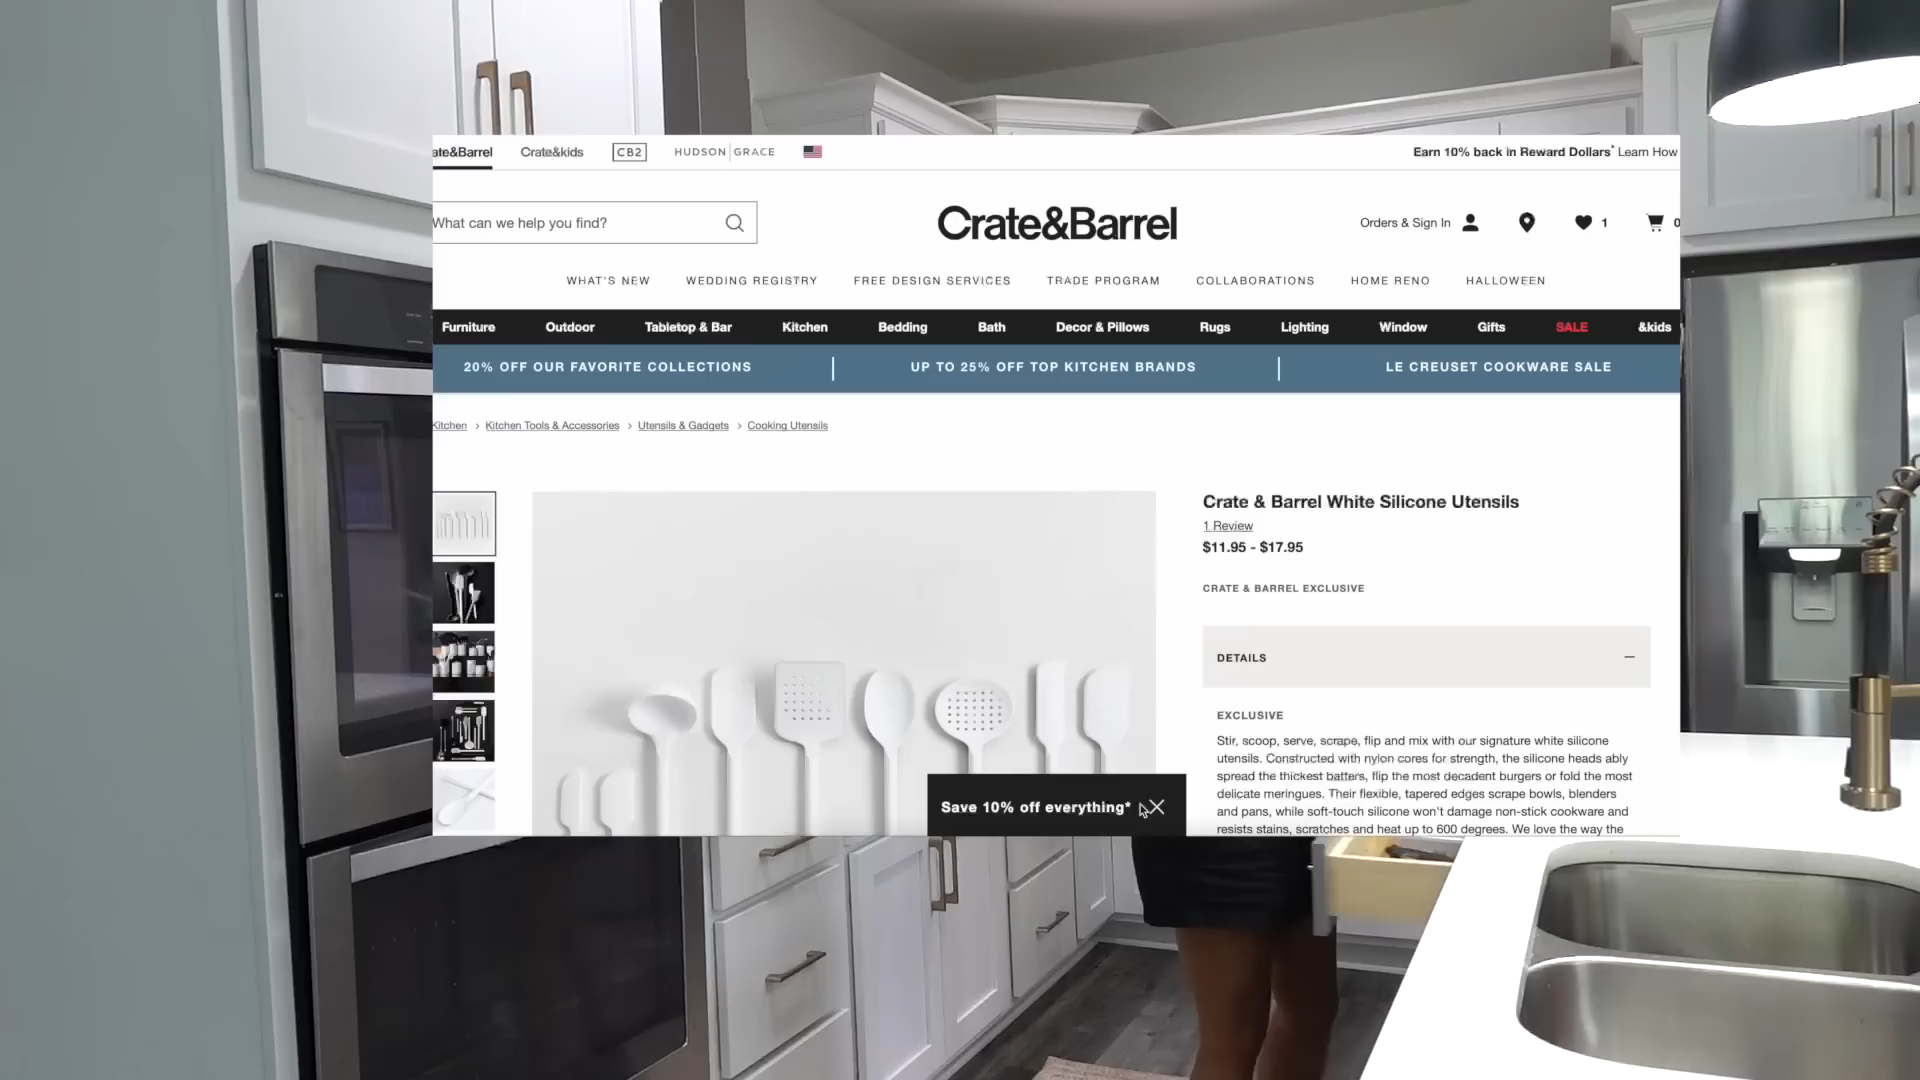 ate&Barrel
Crate&kids
CB2
HUDSON GRACE
Earn 10% back in Reward Dollars* Learn How
What can we help you find?
Crate&Barrel
Orders & Sign In
1
0
WHAT'S NEW
WEDDING REGISTRY
FREE DESIGN SERVICES
TRADE PROGRAM
COLLABORATIONS
HOME RENO
HALLOWEEN
Furniture
Outdoor
Tabletop & Bar
Kitchen
Bedding
Bath
Decor & Pillows
Rugs
Lighting
Window
Gifts
SALE
&kids
20% OFF OUR FAVORITE COLLECTIONS
UP TO 25% OFF TOP KITCHEN BRANDS
LE CREUSET COOKWARE SALE
Kitchen > Kitchen Tools & Accessories > Utensils & Gadgets > Cooking Utensils
Crate & Barrel White Silicone Utensils
1 Review
$11.95 - $17.95
CRATE & BARREL EXCLUSIVE
DETAILS
EXCLUSIVE
Stir, scoop, serve, scrape, flip and mix with our signature white silicone
utensils. Constructed with nylon cores for strength, the silicone heads ably
spread the thickest batters, flip the most decadent burgers or fold the most
delicate meringues. Their flexible, tapered edges scrape bowls, blenders
and pans, while soft-touch silicone won't damage non-stick cookware and
resists stains, scratches and heat up to 600 degrees. We love the way the
Save 10% off everything*